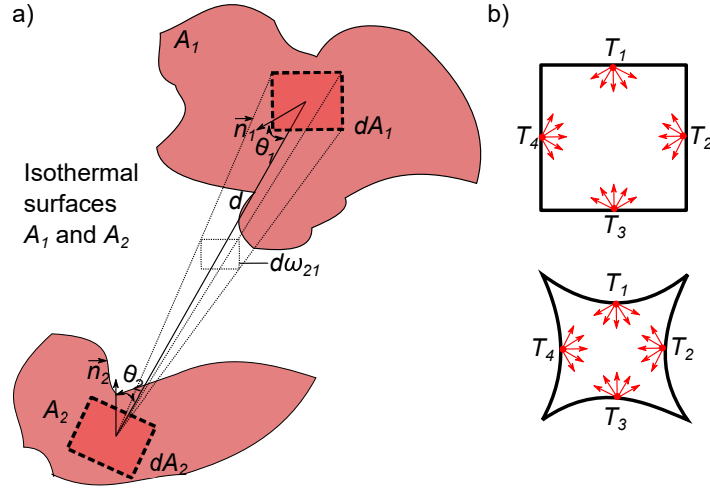 a)
A₁
n₁
dA₁
θ₁
Isothermal
surfaces
A₁ and A₂
d
dω₂₁
n₂
θ₂
A₂
dA₂
b)
T₁
T₄
T₂
T₃
T₁
T₄
T₂
T₃